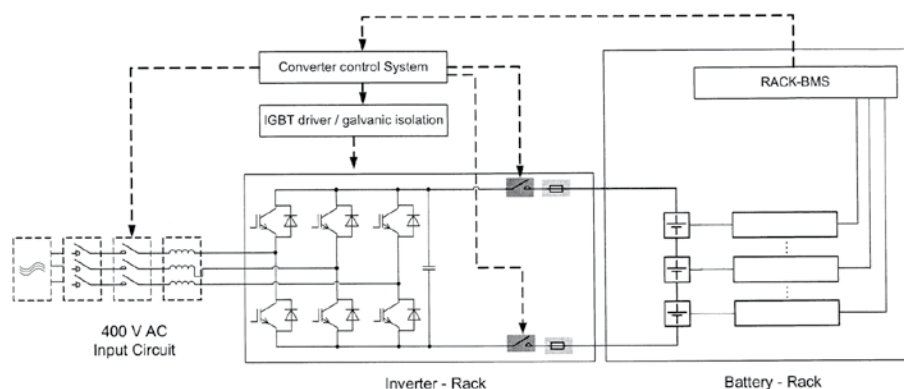 Converter control System
RACK-BMS
IGBT driver / galvanic isolation
400 V AC
Input Circuit
Inverter - Rack
Battery - Rack